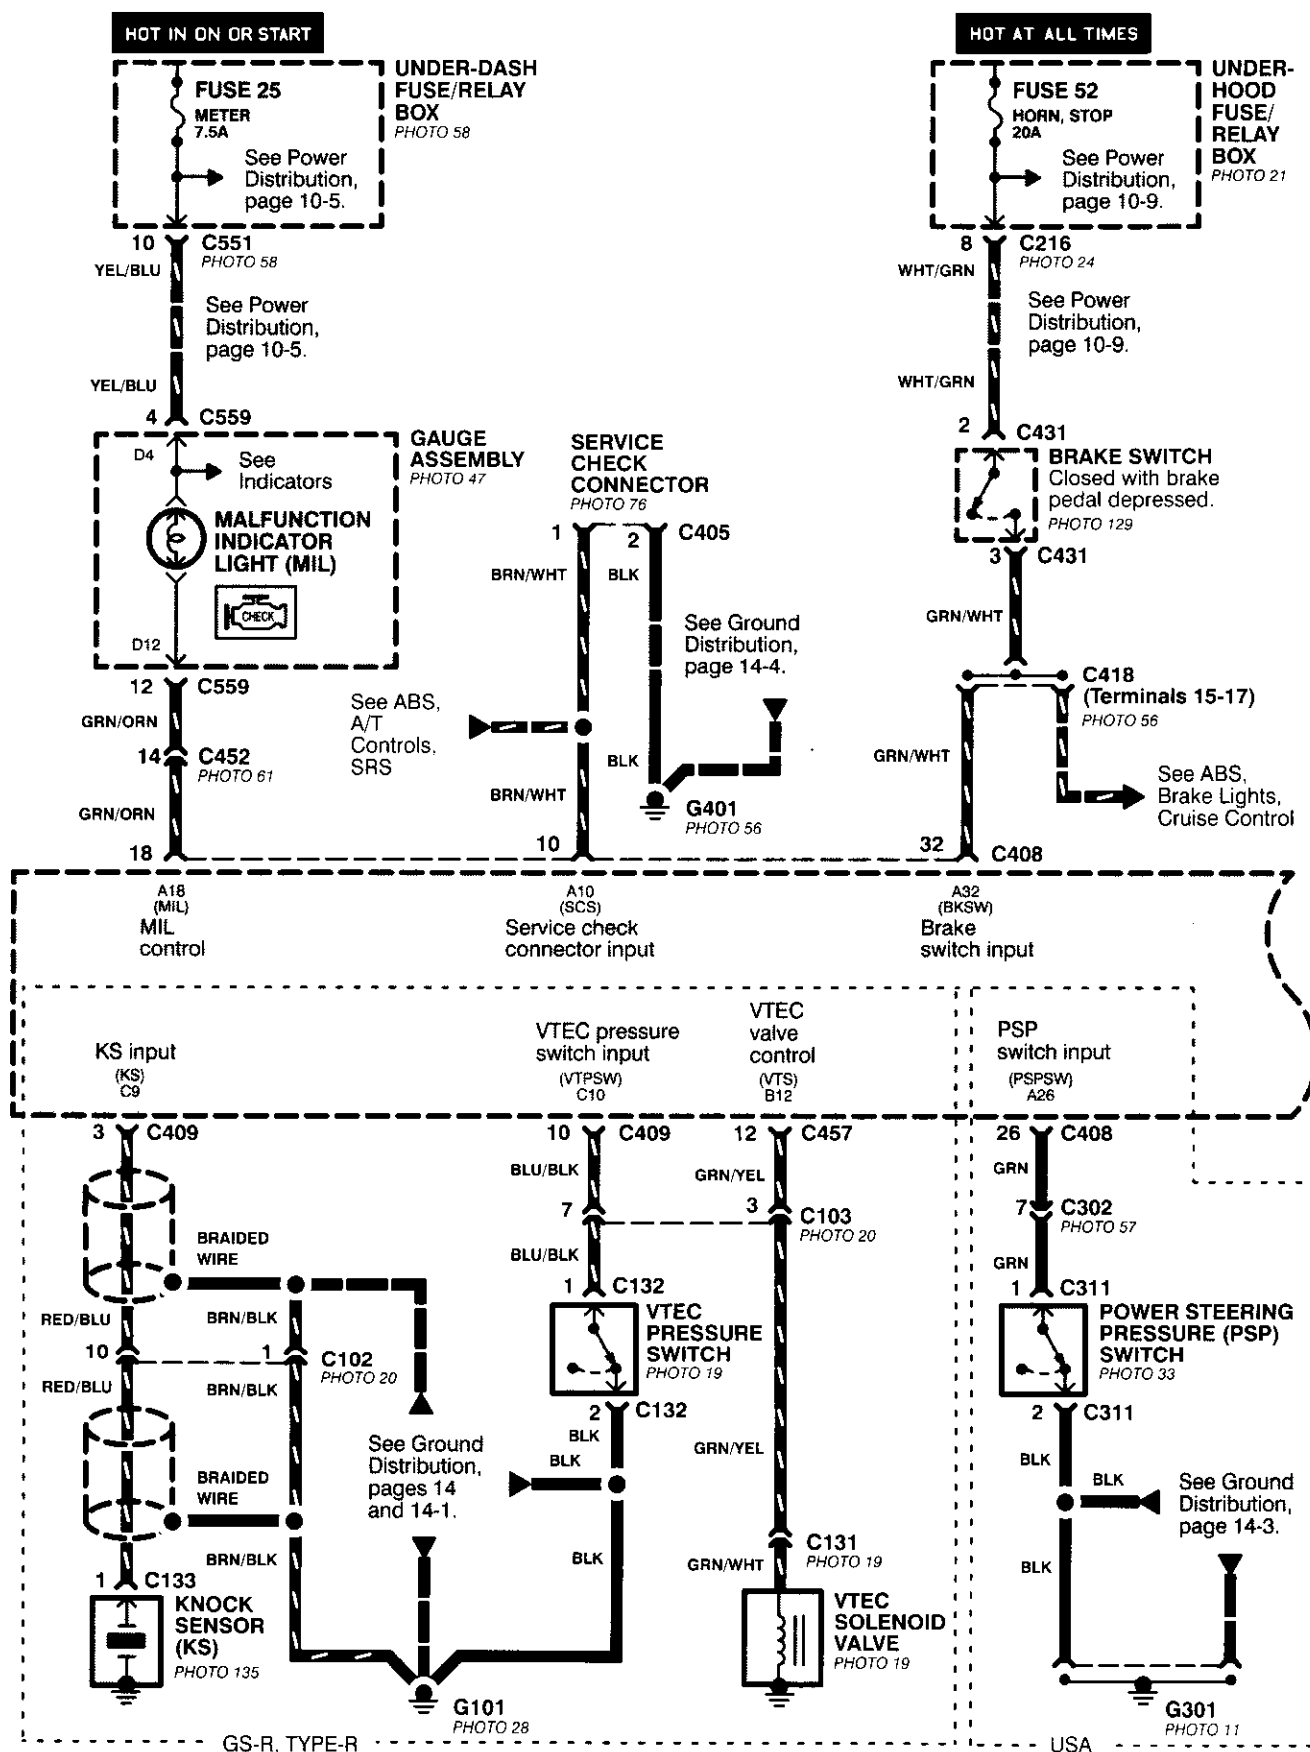 HOT IN ON OR START
HOT AT ALL TIMES
FUSE 25
METER
7.5A
See Power
Distribution,
page 10-5.
UNDER-DASH
FUSE/RELAY
BOX
PHOTO 58
FUSE 52
HORN, STOP
20A
See Power
Distribution,
page 10-9.
UNDER-
HOOD
FUSE/
RELAY
BOX
PHOTO 21
10
C551
PHOTO 58
YEL/BLU
See Power
Distribution,
page 10-5.
YEL/BLU
4
C559
8
C216
PHOTO 24
WHT/GRN
See Power
Distribution,
page 10-9.
WHT/GRN
2
C431
D4
See
Indicators
GAUGE
ASSEMBLY
PHOTO 47
MALFUNCTION
INDICATOR
LIGHT (MIL)
CHECK
D12
12
C559
GRN/ORN
14
C452
PHOTO 61
GRN/ORN
18
SERVICE
CHECK
CONNECTOR
PHOTO 76
1
2
C405
BRN/WHT
BLK
See Ground
Distribution,
page 14-4.
See ABS,
A/T
Controls,
SRS
BLK
BRN/WHT
G401
PHOTO 56
10
BRAKE SWITCH
Closed with brake
pedal depressed.
PHOTO 129
3
C431
GRN/WHT
C418
(Terminals 15-17)
PHOTO 56
GRN/WHT
See ABS,
Brake Lights,
Cruise Control
32
C408
A18
(MIL)
MIL
control
A10
(SCS)
Service check
connector input
A32
(BKSW)
Brake
switch input
KS input
(KS)
C9
VTEC pressure
switch input
(VTPSW)
C10
VTEC
valve
control
(VTS)
B12
PSP
switch input
(PSPSW)
A26
3
C409
10
C409
12
C457
26
C408
BLU/BLK
GRN/YEL
GRN
7
3
C103
PHOTO 20
7
C302
PHOTO 57
BRAIDED
WIRE
BLU/BLK
GRN
1
C132
1
C311
RED/BLU
BRN/BLK
10
1
C102
PHOTO 20
RED/BLU
BRN/BLK
VTEC
PRESSURE
SWITCH
PHOTO 19
POWER STEERING
PRESSURE (PSP)
SWITCH
PHOTO 33
2
C132
2
C311
BLK
BLK
GRN/YEL
BLK
BLK
See Ground
Distribution,
pages 14
and 14-1.
See Ground
Distribution,
page 14-3.
BRAIDED
WIRE
BRN/BLK
BLK
C131
PHOTO 19
GRN/WHT
BLK
1
C133
KNOCK
SENSOR
(KS)
PHOTO 135
VTEC
SOLENOID
VALVE
PHOTO 19
G101
PHOTO 28
G301
PHOTO 11
GS-R, TYPE-R
USA